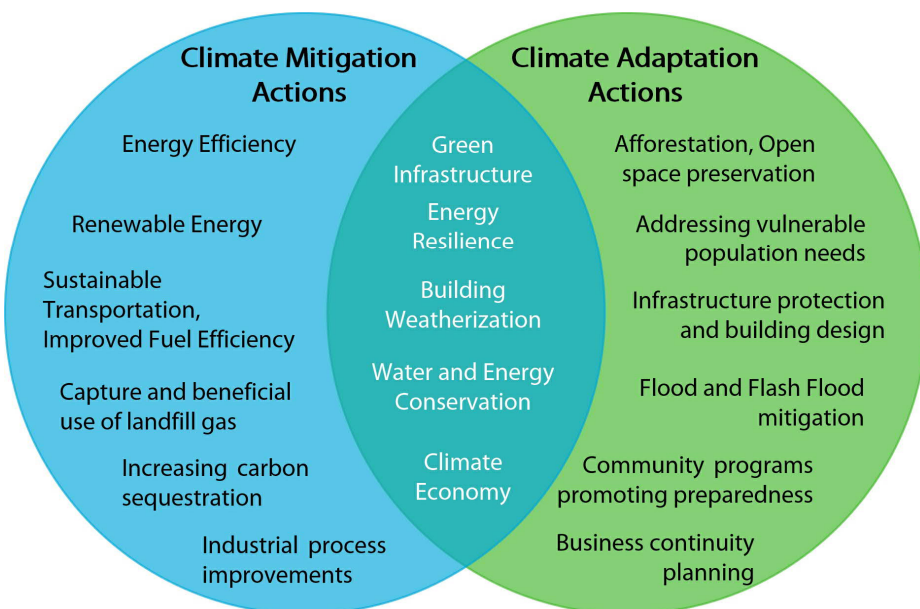 Climate Mitigation
Actions
Energy Efficiency
Renewable Energy
Sustainable
Transportation,
Improved Fuel Efficiency
Capture and beneficial
use of landfill gas
Increasing carbon
sequestration
Industrial process
improvements
Green
Infrastructure
Energy
Resilience
Building
Weatherization
Water and Energy
Conservation
Climate
Economy
Climate Adaptation
Actions
Afforestation, Open
space preservation
Addressing vulnerable
population needs
Infrastructure protection
and building design
Flood and Flash Flood
mitigation
Community programs
promoting preparedness
Business continuity
planning